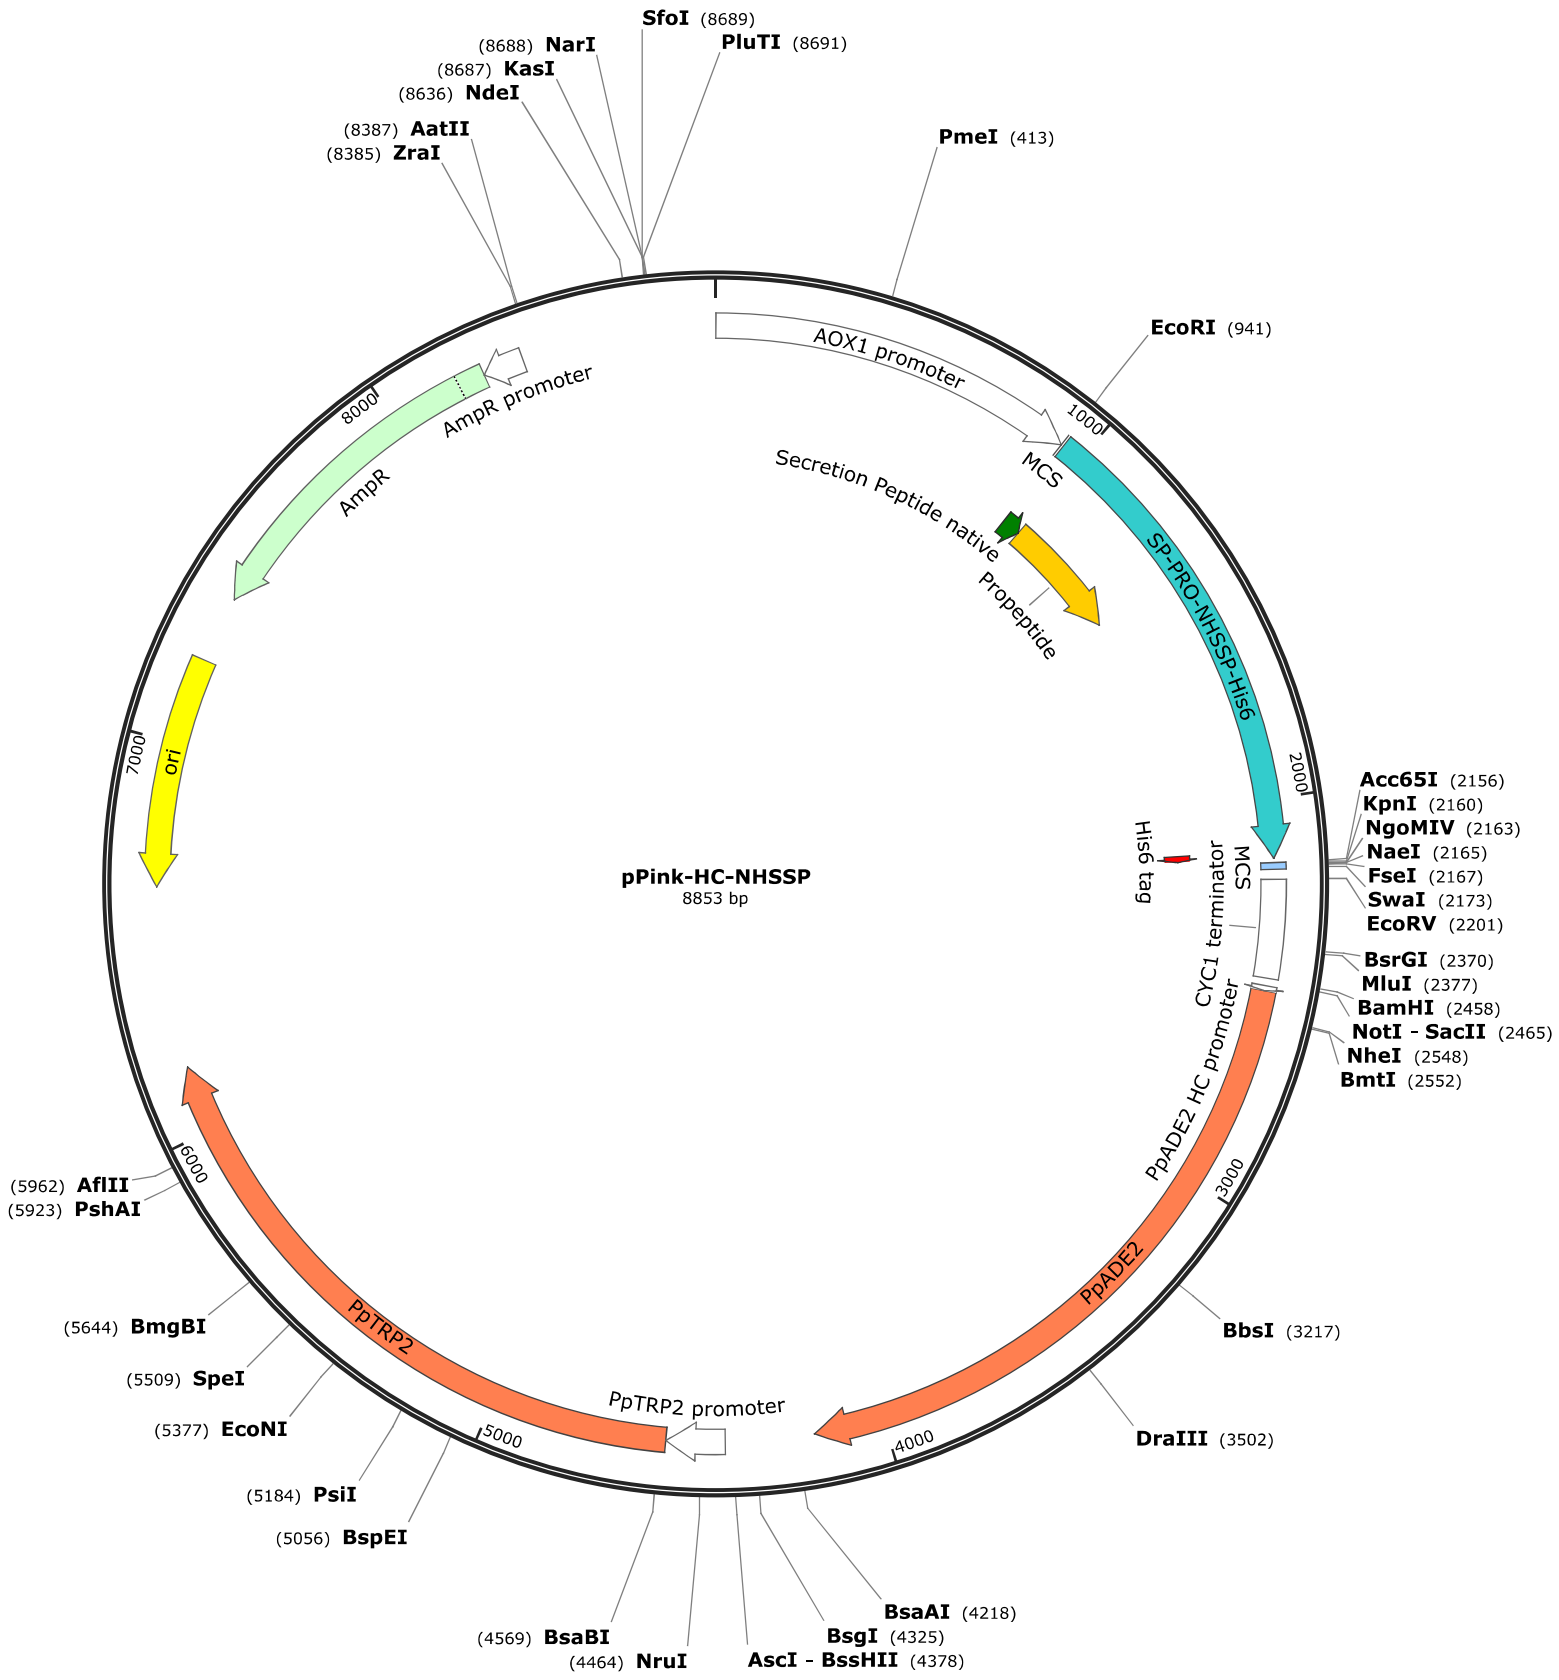 SfoI (8689)
PluTI (8691)
(8688) NarI
(8687) KasI
(8636) NdeI
(8387) AatII
(8385) ZraI
PmeI (413)
EcoRI (941)
AOX1 promoter
1000
MCS
SP-PRO-NHSSP-His6
Secretion Peptide native
Propeptide
2000
Acc65I (2156)
KpnI (2160)
NgoMIV (2163)
NaeI (2165)
FseI (2167)
SwaI (2173)
EcoRV (2201)
BsrGI (2370)
MluI (2377)
BamHI (2458)
NotI - SacII (2465)
NheI (2548)
BmtI (2552)
His6 tag
MCS
CYC1 terminator
PpADE2 HC promoter
3000
PpADE2
BbsI (3217)
DraIII (3502)
4000
BsaAI (4218)
BsgI (4325)
AscI - BssHII (4378)
(4464) NruI
(4569) BsaBI
PpTRP2 promoter
5000
(5056) BspEI
(5184) PsiI
(5377) EcoNI
(5509) SpeI
(5644) BmgBI
PpTRP2
(5923) PshAI
(5962) AflII
6000
7000
ori
8000
AmpR
AmpR promoter
pPink-HC-NHSSP
8853 bp